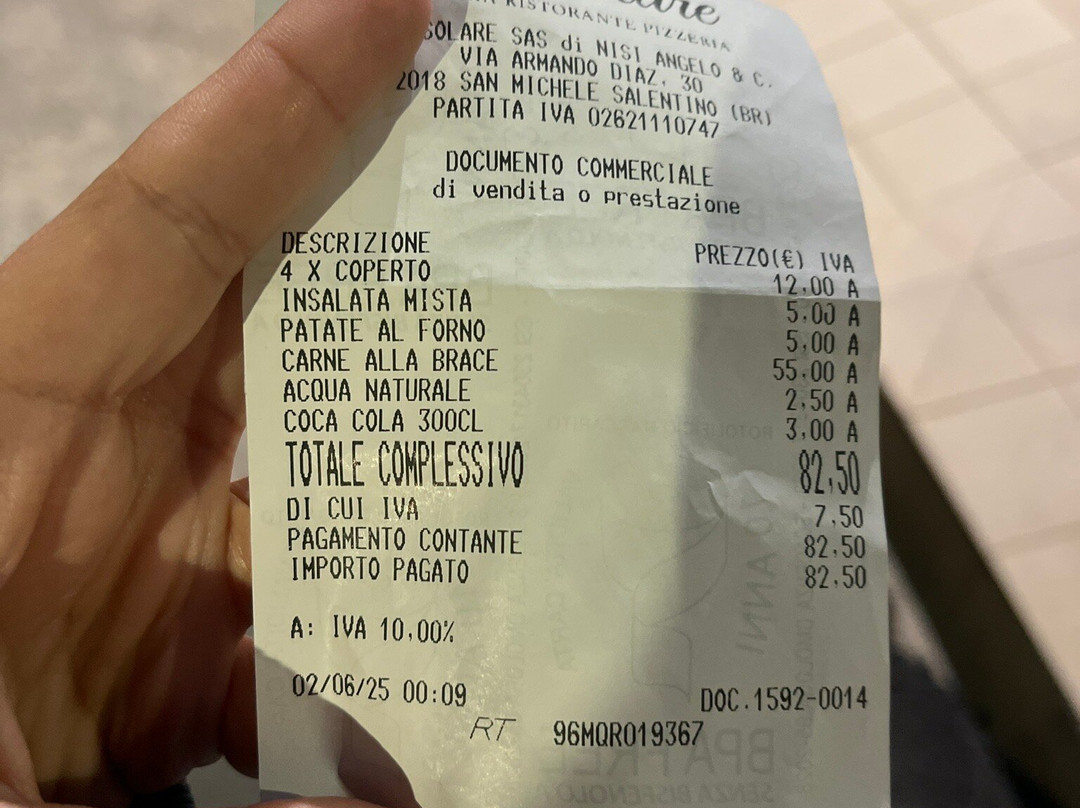 RISTORANTE PIZZERIA
SOLARE SAS di NISI ANGELO & C.
VIA ARMANDO DIAZ, 30
2018 SAN MICHELE SALENTINO (BR)
PARTITA IVA 02621110747
DOCUMENTO COMMERCIALE
di vendita o prestazione
DESCRIZIONE PREZZO(€) IVA
4 X COPERTO 12,00 A
INSALATA MISTA 5,00 A
PATATE AL FORNO 5,00 A
CARNE ALLA BRACE 55,00 A
ACQUA NATURALE 2,50 A
COCA COLA 300CL 3,00 A
TOTALE COMPLESSIVO 82,50
DI CUI IVA 7,50
PAGAMENTO CONTANTE 82,50
IMPORTO PAGATO 82,50
A: IVA 10,00%
02/06/25 00:09 DOC.1592-0014
RT 96MQR019367
BPA FREE
SENZA BISFENOLO